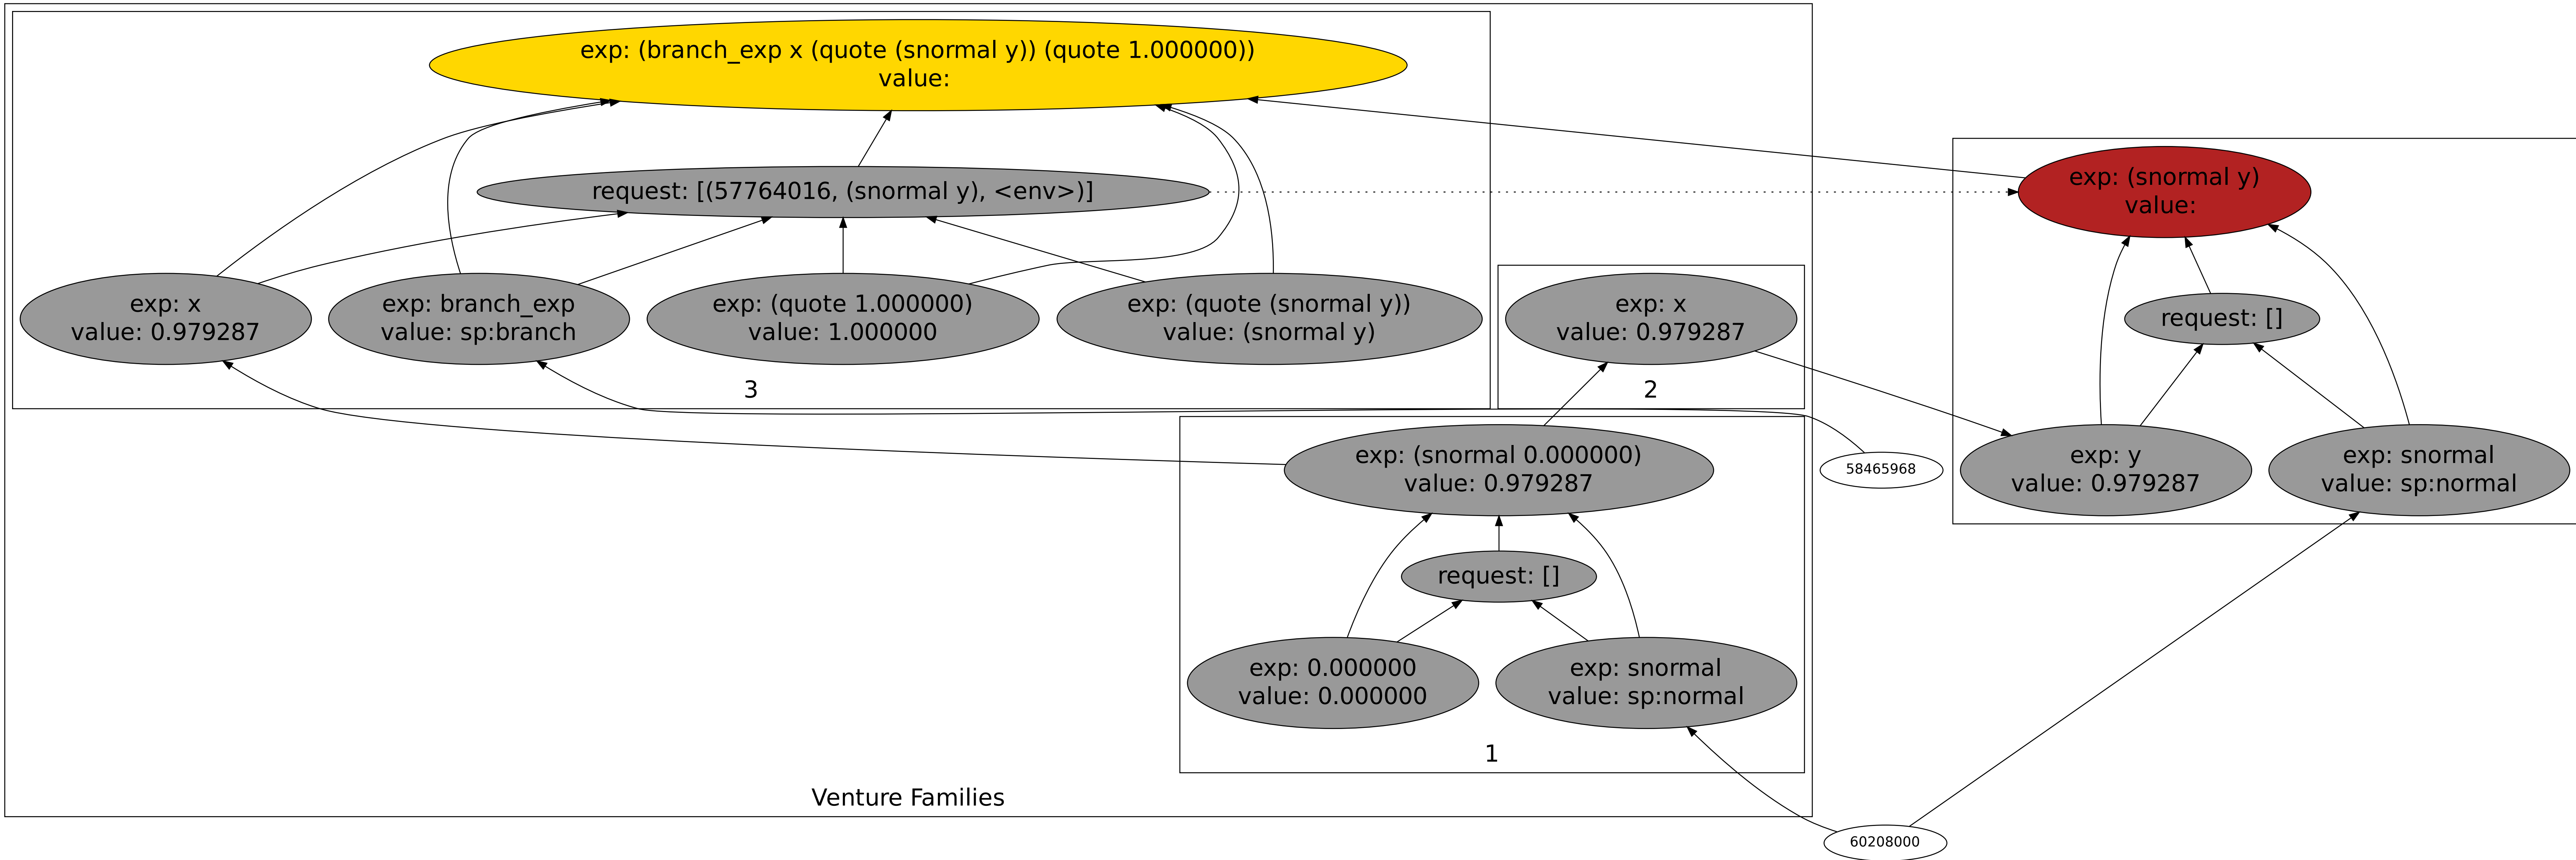 exp: (branch_exp x (quote (snormal y)) (quote 1.000000))
value:
request: [(57764016, (snormal y), <env>)]
exp: x
value: 0.979287
exp: branch_exp
value: sp:branch
exp: (quote 1.000000)
value: 1.000000
exp: (quote (snormal y))
value: (snormal y)
3
exp: x
value: 0.979287
2
exp: (snormal 0.000000)
value: 0.979287
request: []
exp: 0.000000
value: 0.000000
exp: snormal
value: sp:normal
1
Venture Families
58465968
60208000
exp: (snormal y)
value:
request: []
exp: y
value: 0.979287
exp: snormal
value: sp:normal